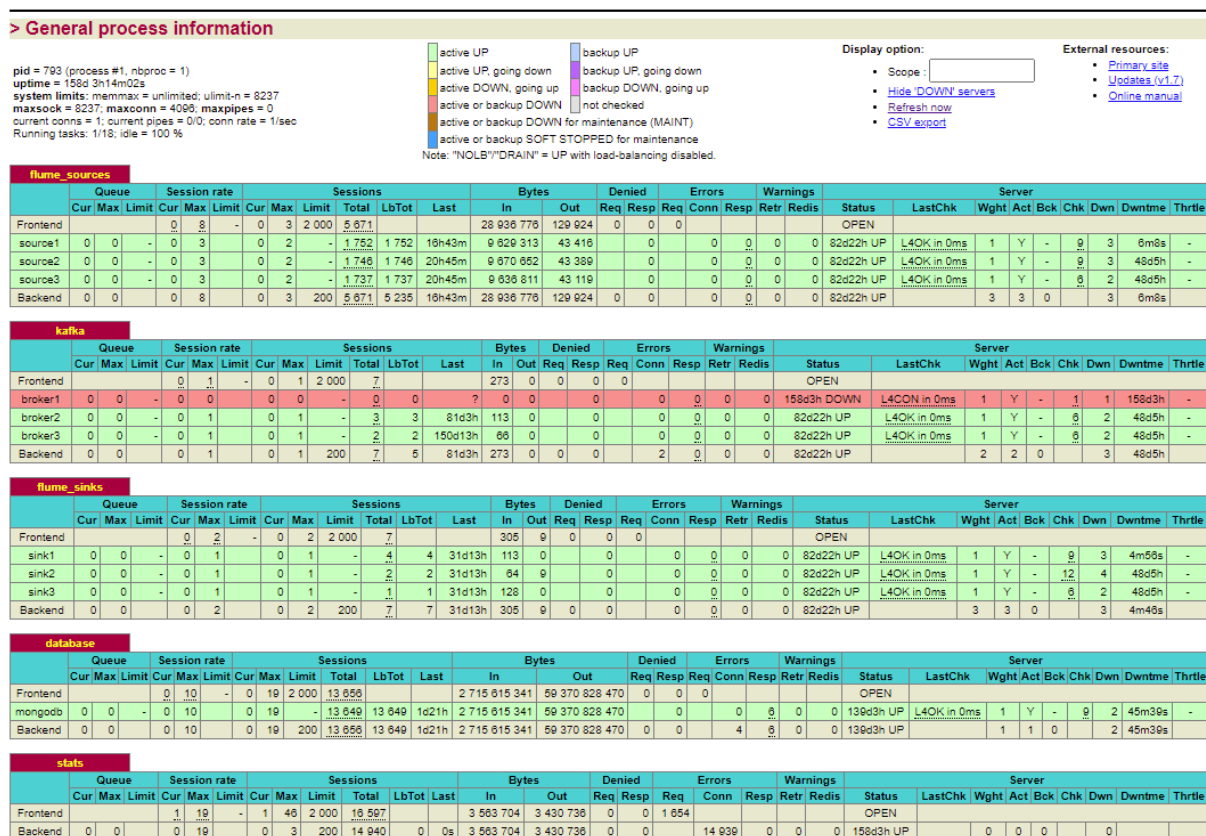 > General process information
pid = 793 (process #1, nbproc = 1)
uptime = 158d 3h14m02s
system limits: memmax = unlimited; ulimit-n = 8237
maxsock = 8237; maxconn = 4096; maxpipes = 0
current conns = 1; current pipes = 0/0; conn rate = 1/sec
Running tasks: 1/18; idle = 100 %
active UP backup UP
active UP, going down backup UP, going down
active DOWN, going up backup DOWN, going up
active or backup DOWN not checked
active or backup DOWN for maintenance (MAINT)
active or backup SOFT STOPPED for maintenance
Note: "NOLB"/"DRAIN" = UP with load-balancing disabled.
Display option:
Scope :
Hide 'DOWN' servers
Refresh now
CSV export
External resources:
Primary site
Updates (v1.7)
Online manual
flume_sources
Queue Session rate Sessions Bytes Denied Errors Warnings Server
Cur Max Limit Cur Max Limit Cur Max Limit Total LbTot Last In Out Req Resp Req Conn Resp Retr Redis Status LastChk Wght Act Bck Chk Dwn Dwntme Thrtle
Frontend 0 8 - 0 3 2 000 5 671 28 936 776 129 924 0 0 0 OPEN
source1 0 0 - 0 3 0 2 - 1 752 1 752 16h43m 9 629 313 43 416 0 0 0 0 0 82d22h UP L4OK in 0ms 1 Y - 9 3 6m8s -
source2 0 0 - 0 3 0 2 - 1 746 1 746 20h45m 9 670 652 43 389 0 0 0 0 0 82d22h UP L4OK in 0ms 1 Y - 9 3 48d5h -
source3 0 0 - 0 3 0 2 - 1 737 1 737 20h45m 9 636 811 43 119 0 0 0 0 0 82d22h UP L4OK in 0ms 1 Y - 6 2 48d5h -
Backend 0 0 0 8 0 3 200 5 671 5 235 16h43m 28 936 776 129 924 0 0 0 0 0 0 82d22h UP 3 3 0 3 6m8s
kafka
Queue Session rate Sessions Bytes Denied Errors Warnings Server
Cur Max Limit Cur Max Limit Cur Max Limit Total LbTot Last In Out Req Resp Req Conn Resp Retr Redis Status LastChk Wght Act Bck Chk Dwn Dwntme Thrtle
Frontend 0 1 - 0 1 2 000 7 273 0 0 0 0 OPEN
broker1 0 0 - 0 0 0 0 - 0 0 ? 0 0 0 0 0 0 0 158d3h DOWN L4CON in 0ms 1 Y - 1 1 158d3h -
broker2 0 0 - 0 1 0 1 - 3 3 81d3h 113 0 0 0 0 0 0 82d22h UP L4OK in 0ms 1 Y - 6 2 48d5h -
broker3 0 0 - 0 1 0 1 - 2 2 150d13h 66 0 0 0 0 0 0 82d22h UP L4OK in 0ms 1 Y - 6 2 48d5h -
Backend 0 0 0 1 0 1 200 7 5 81d3h 273 0 0 0 2 0 0 0 82d22h UP 2 2 0 3 48d5h
flume_sinks
Queue Session rate Sessions Bytes Denied Errors Warnings Server
Cur Max Limit Cur Max Limit Cur Max Limit Total LbTot Last In Out Req Resp Req Conn Resp Retr Redis Status LastChk Wght Act Bck Chk Dwn Dwntme Thrtle
Frontend 0 2 - 0 2 2 000 7 305 9 0 0 0 OPEN
sink1 0 0 - 0 1 0 1 - 4 4 31d13h 113 0 0 0 0 0 0 82d22h UP L4OK in 0ms 1 Y - 9 3 4m56s -
sink2 0 0 - 0 1 0 1 - 2 2 31d13h 64 9 0 0 0 0 0 82d22h UP L4OK in 0ms 1 Y - 12 4 48d5h -
sink3 0 0 - 0 1 0 1 - 1 1 31d13h 128 0 0 0 0 0 0 82d22h UP L4OK in 0ms 1 Y - 6 2 48d5h -
Backend 0 0 0 2 0 2 200 7 7 31d13h 305 9 0 0 0 0 0 0 82d22h UP 3 3 0 3 4m46s
database
Queue Session rate Sessions Bytes Denied Errors Warnings Server
Cur Max Limit Cur Max Limit Cur Max Limit Total LbTot Last In Out Req Resp Req Conn Resp Retr Redis Status LastChk Wght Act Bck Chk Dwn Dwntme Thrtle
Frontend 0 10 - 0 19 2 000 13 656 2 715 615 341 59 370 828 470 0 0 0 OPEN
mongodb 0 0 - 0 10 0 19 - 13 649 13 649 1d21h 2 715 615 341 59 370 828 470 0 0 6 0 0 139d3h UP L4OK in 0ms 1 Y - 9 2 45m39s -
Backend 0 0 0 10 0 19 200 13 656 13 649 1d21h 2 715 615 341 59 370 828 470 0 0 4 6 0 0 139d3h UP 1 1 0 2 45m39s
stats
Queue Session rate Sessions Bytes Denied Errors Warnings Server
Cur Max Limit Cur Max Limit Cur Max Limit Total LbTot Last In Out Req Resp Req Conn Resp Retr Redis Status LastChk Wght Act Bck Chk Dwn Dwntme Thrtle
Frontend 1 19 - 1 46 2 000 16 597 3 563 704 3 430 736 0 0 1 654 OPEN
Backend 0 0 0 19 0 3 200 14 940 0 0s 3 563 704 3 430 736 0 0 14 939 0 0 0 158d3h UP 0 0 0 0